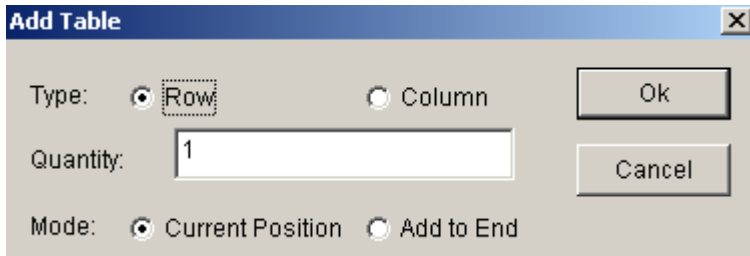 Add Table
Type: Row Column Ok
Quantity: 1
Cancel
Mode: Current Position Add to End